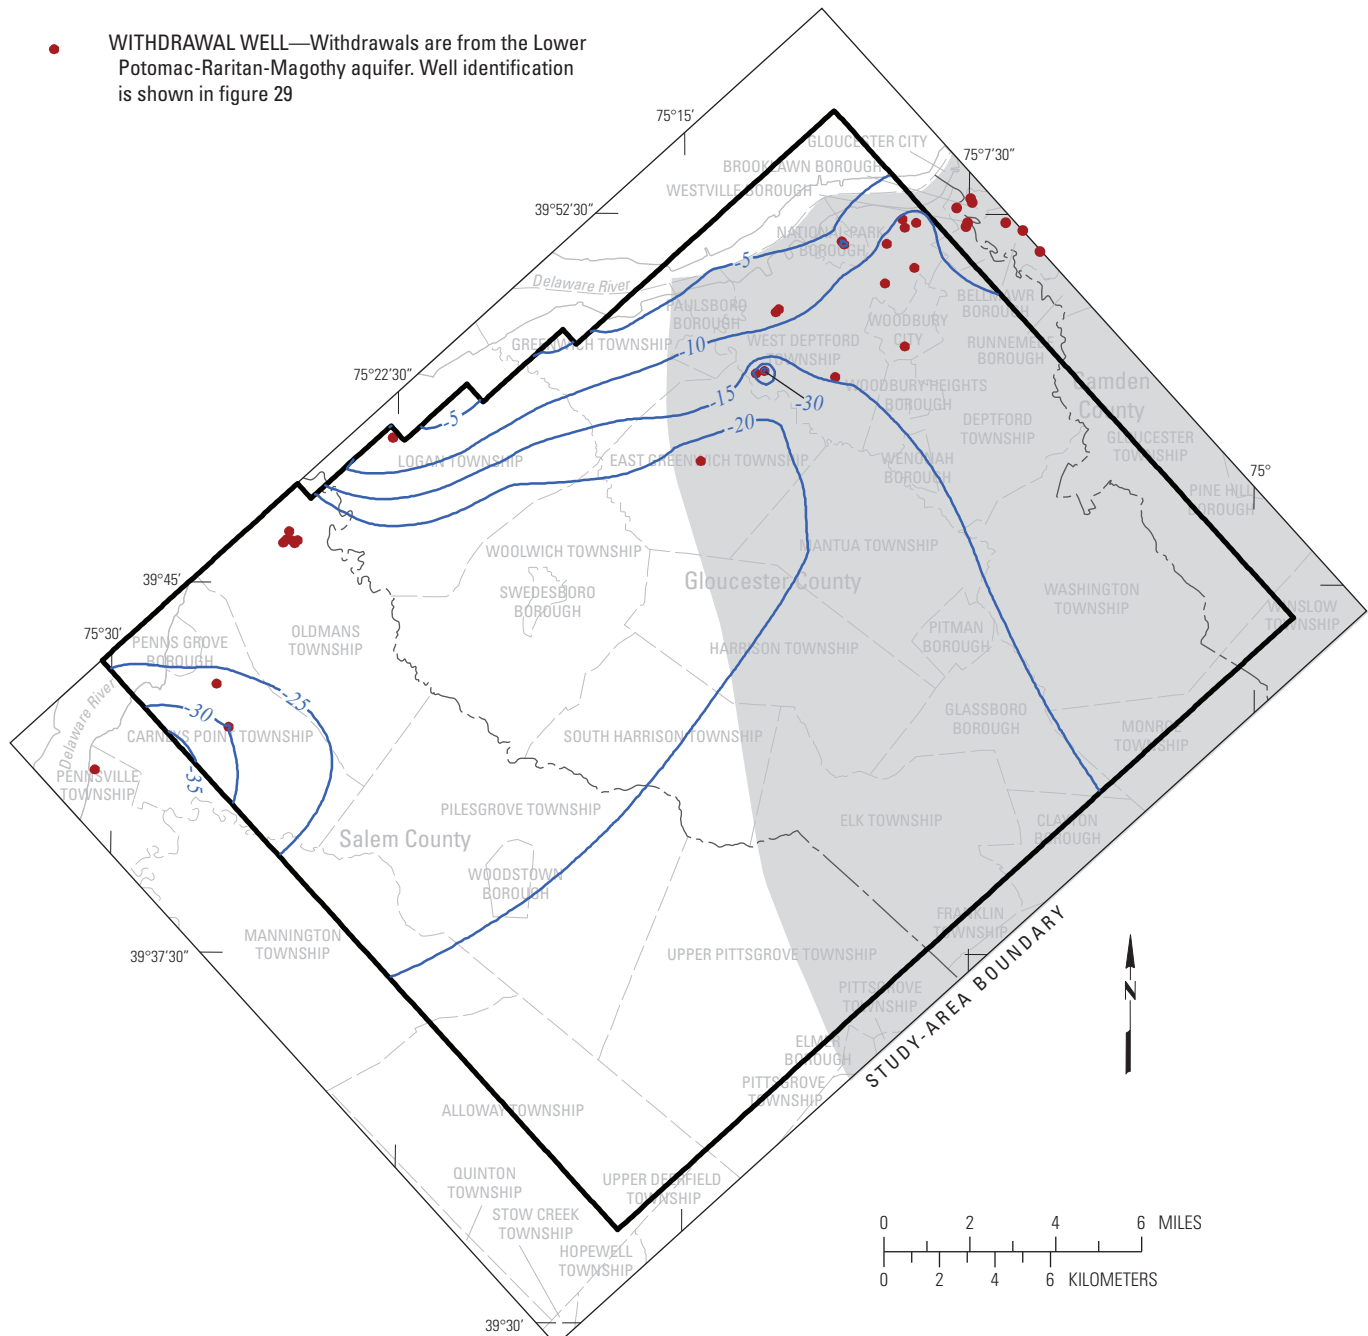 WITHDRAWAL WELL—Withdrawals are from the Lower
Potomac-Raritan-Magothy aquifer. Well identification
is shown in figure 29
75°15′
GLOUCESTER CITY
75°7′30″
BROOKLAWN BOROUGH
WESTVILLE BOROUGH
39°52′30″
NATIONAL PARK
BOROUGH
-5
Delaware River
PAULSBORO
BOROUGH
BELLMAWR
BOROUGH
WOODBURY
CITY
GREENWICH TOWNSHIP
-10
WEST DEPTFORD
TOWNSHIP
RUNNEMEDE
BOROUGH
75°22′30″
-15
-30
WOODBURY HEIGHTS
BOROUGH
Camden
County
-5
-20
DEPTFORD
TOWNSHIP
GLOUCESTER
TOWNSHIP
LOGAN TOWNSHIP
EAST GREENWICH TOWNSHIP
WENONAH
BOROUGH
75°
PINE HILL
BOROUGH
WOOLWICH TOWNSHIP
MANTUA TOWNSHIP
39°45′
SWEDESBORO
BOROUGH
Gloucester County
WASHINGTON
TOWNSHIP
WINSLOW
TOWNSHIP
75°30′
PENNS GROVE
BOROUGH
OLDMANS
TOWNSHIP
HARRISON TOWNSHIP
PITMAN
BOROUGH
-25
Delaware River
-30
CARNEYS POINT TOWNSHIP
SOUTH HARRISON TOWNSHIP
GLASSBORO
BOROUGH
MONROE
TOWNSHIP
-35
PENNSVILLE
TOWNSHIP
PILESGROVE TOWNSHIP
ELK TOWNSHIP
CLAYTON
BOROUGH
Salem County
WOODSTOWN
BOROUGH
FRANKLIN
TOWNSHIP
MANNINGTON
TOWNSHIP
39°37′30″
UPPER PITTSGROVE TOWNSHIP
PITTSGROVE
TOWNSHIP
STUDY-AREA BOUNDARY
N
ELMER
BOROUGH
PITTSGROVE
TOWNSHIP
ALLOWAY TOWNSHIP
QUINTON
TOWNSHIP
UPPER DEERFIELD
TOWNSHIP
STOW CREEK
TOWNSHIP
HOPEWELL
TOWNSHIP
0 2 4 6 MILES
0 2 4 6 KILOMETERS
39°30′